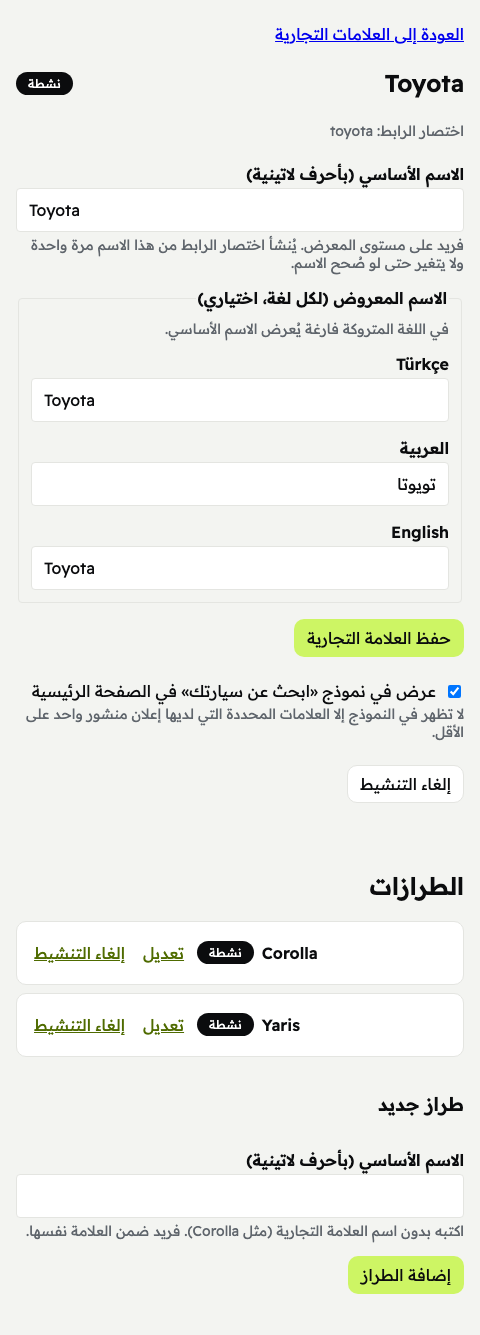 العودة إلى العلامات التجارية
Toyota
نشطة
اختصار الرابط: toyota
الاسم الأساسي (بأحرف لاتينية)
Toyota
فريد على مستوى المعرض. يُنشأ اختصار الرابط من هذا الاسم مرة واحدة
ولا يتغير حتى لو صُحح الاسم.
الاسم المعروض (لكل لغة، اختياري)
في اللغة المتروكة فارغة يُعرض الاسم الأساسي.
Türkçe
Toyota
العربية
تويوتا
English
Toyota
حفظ العلامة التجارية
عرض في نموذج «ابحث عن سيارتك» في الصفحة الرئيسية
لا تظهر في النموذج إلا العلامات المحددة التي لديها إعلان منشور واحد على
الأقل.
إلغاء التنشيط
الطرازات
Corolla نشطة تعديل إلغاء التنشيط
Yaris نشطة تعديل إلغاء التنشيط
طراز جديد
الاسم الأساسي (بأحرف لاتينية)
اكتبه بدون اسم العلامة التجارية (مثل Corolla). فريد ضمن العلامة نفسها.
إضافة الطراز